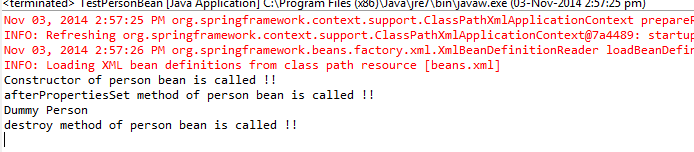 <terminated> TestPersonBean [Java Application] C:\Program Files (x86)\Java\jre7\bin\javaw.exe (03-Nov-2014 2:57:25 pm)
Nov 03, 2014 2:57:25 PM org.springframework.context.support.ClassPathXmlApplicationContext prepareR
INFO: Refreshing org.springframework.context.support.ClassPathXmlApplicationContext@7a4489: startup
Nov 03, 2014 2:57:26 PM org.springframework.beans.factory.xml.XmlBeanDefinitionReader loadBeanDefin
INFO: Loading XML bean definitions from class path resource [beans.xml]
Constructor of person bean is called !!
afterPropertiesSet method of person bean is called !!
Dummy Person
destroy method of person bean is called !!